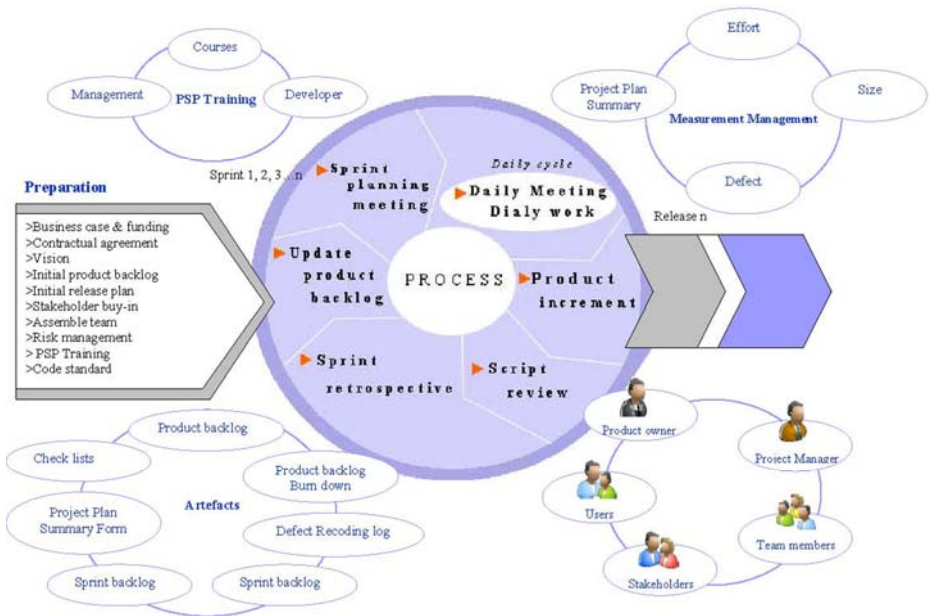 Courses
Management
PSP Training
Developer
Effort
Project Plan
Summary
Size
Measurement Management
Defect
Preparation
>Business case & funding
>Contractual agreement
>Vision
>Initial product backlog
>Initial release plan
>Stakeholder buy-in
>Assemble team
>Risk management
> PSP Training
>Code standard
Sprint 1, 2, 3 ...n
Sprint
planning
meeting
Daily cycle
Daily Meeting
Dialy work
Release n
Update
product
backlog
PROCESS
Product
increment
Sprint
retrospective
Script
review
Product backlog
Check lists
Product backlog
Burn down
Artefacts
Project Plan
Summary Form
Defect Recoding log
Sprint backlog
Sprint backlog
Product owner
Project Manager
Users
Team members
Stakeholders